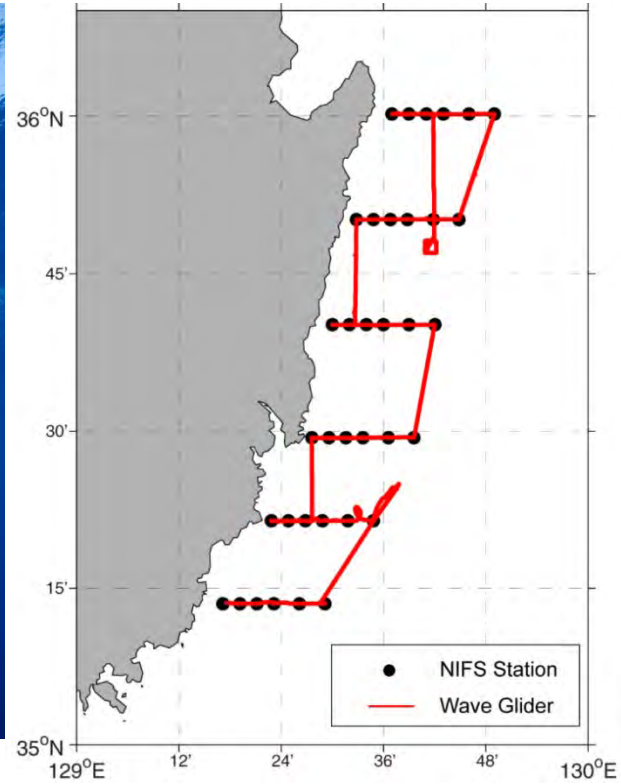 36°N
45'
30'
15'
35°N
129°E
12'
24'
36'
48'
130°E
NIFS Station
Wave Glider